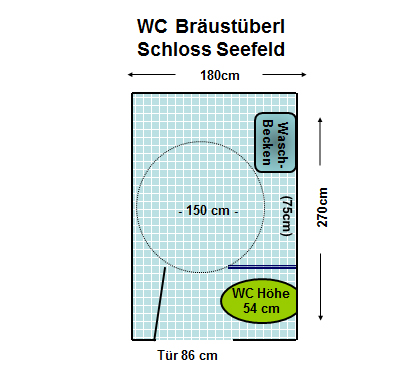 WC Bräustüberl
Schloss Seefeld
180cm
Wasch-
Becken
(75cm)
270cm
- 150 cm -
WC Höhe
54 cm
Tür 86 cm